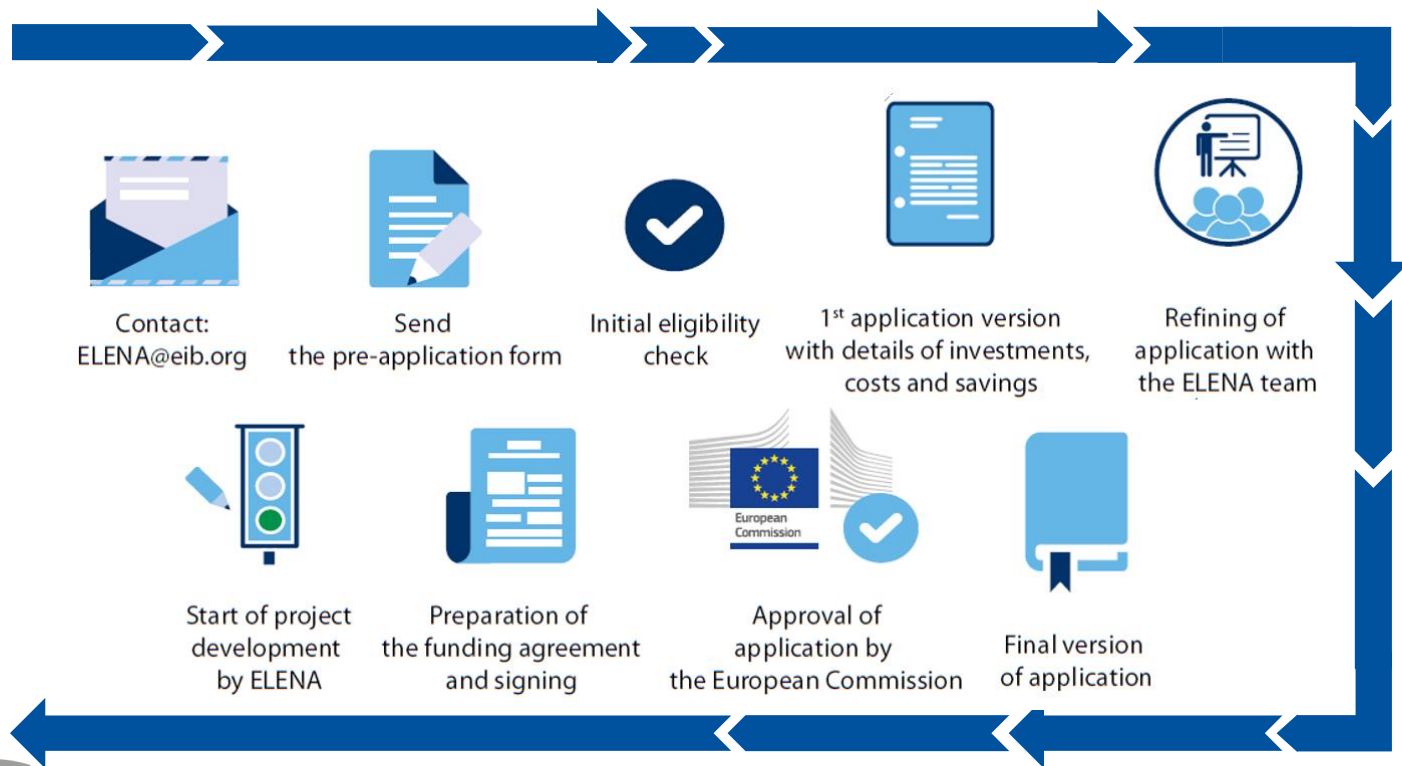 Contact:
ELENA@eib.org
Send
the pre-application form
Initial eligibility
check
1st application version
with details of investments,
costs and savings
Refining of
application with
the ELENA team
Start of project
development
by ELENA
Preparation of
the funding agreement
and signing
European
Commission
Approval of
application by
the European Commission
Final version
of application